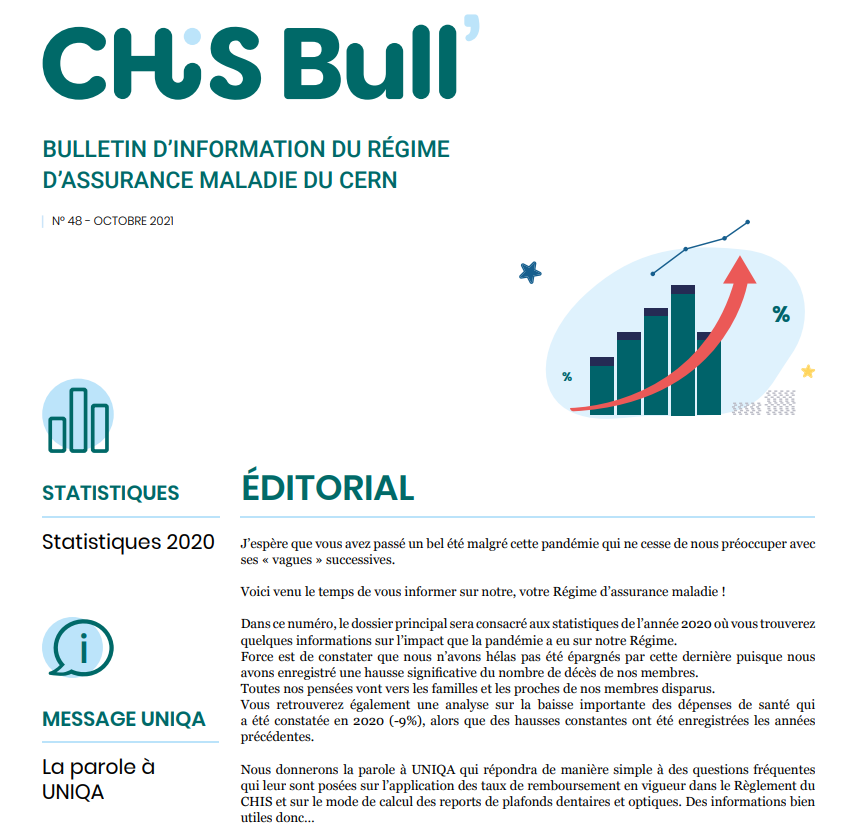 CHiS Bull'
BULLETIN D'INFORMATION DU RÉGIME
D'ASSURANCE MALADIE DU CERN
Nº 48 - OCTOBRE 2021
%
%
STATISTIQUES
Statistiques 2020
MESSAGE UNIQA
La parole à
UNIQA
ÉDITORIAL
J'espère que vous avez passé un bel été malgré cette pandémie qui ne cesse de nous préoccuper avec
ses « vagues » successives.
Voici venu le temps de vous informer sur notre, votre Régime d'assurance maladie !
Dans ce numéro, le dossier principal sera consacré aux statistiques de l'année 2020 où vous trouverez
quelques informations sur l'impact que la pandémie a eu sur notre Régime.
Force est de constater que nous n'avons hélas pas été épargnés par cette dernière puisque nous
avons enregistré une hausse significative du nombre de décès de nos membres.
Toutes nos pensées vont vers les familles et les proches de nos membres disparus.
Vous retrouverez également une analyse sur la baisse importante des dépenses de santé qui
a été constatée en 2020 (-9%), alors que des hausses constantes ont été enregistrées les années
précédentes.
Nous donnerons la parole à UNIQA qui répondra de manière simple à des questions fréquentes
qui leur sont posées sur l'application des taux de remboursement en vigueur dans le Règlement du
CHIS et sur le mode de calcul des reports de plafonds dentaires et optiques. Des informations bien
utiles donc...